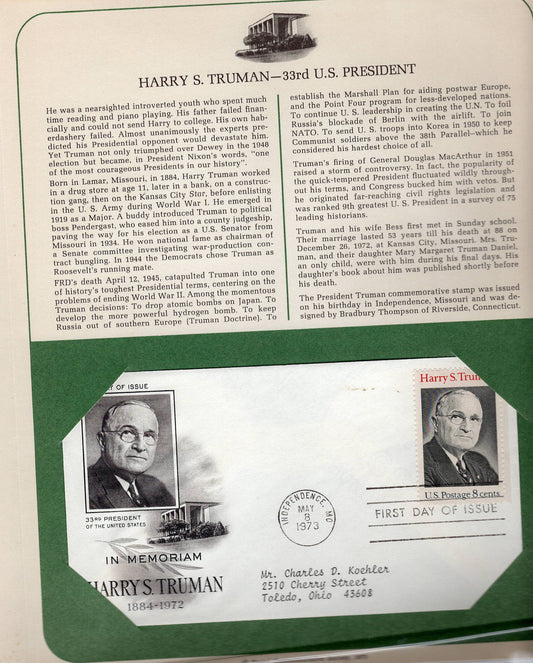 HARRY S. TRUMAN—33rd U.S. PRESIDENT
He was a nearsighted introverted youth who spent much
time reading and piano playing. His father failed finan-
cially and could not send Harry to college. His own hab-
erdashery failed. Almost unanimously the experts pre-
dicted his Presidential opponent would devastate him.
Yet Truman not only triumphed over Dewey in the 1948
election but became, in President Nixon's words, "one
of the most courageous Presidents in our history".
Born in Lamar, Missouri, in 1884, Harry Truman worked
in a drug store at age 11, later in a bank, on a construc-
tion gang, then on the Kansas City Star, before enlisting
in the U. S. Army during World War I. He emerged in
1919 as a Major. A buddy introduced Truman to political
boss Pendergast, who eased him into a county judgeship,
paving the way for his election as a U.S. Senator from
Missouri in 1934. He won national fame as chairman of
a Senate committee investigating war-production con-
tract bungling. In 1944 the Democrats chose Truman as
Roosevelt's running mate.
FRD's death April 12, 1945, catapulted Truman into one
of history's toughest Presidential terms, centering on the
problems of ending World War II. Among the momentous
Truman decisions: To drop atomic bombs on Japan. To
develop the more powerful hydrogen bomb. To keep
Russia out of southern Europe (Truman Doctrine). To
establish the Marshall Plan for aiding postwar Europe,
and the Point Four program for less-developed nations.
To continue U. S. leadership in creating the U.N. To foil
Russia's blockade of Berlin with the airlift. To join
NATO. To send U. S. troops into Korea in 1950 to keep
Communist soldiers above the 38th Parallel—which he
considered his hardest choice of all.
Truman's firing of General Douglas MacArthur in 1951
raised a storm of controversy. In fact, the popularity of
the quick-tempered President fluctuated wildly through-
out his terms, and Congress bucked him with vetos. But
he originated far-reaching civil rights legislation and
was ranked 9th greatest U. S. President in a survey of 75
leading historians.
Truman and his wife Bess first met in Sunday school.
Their marriage lasted 53 years till his death at 88 on
December 26, 1972, at Kansas City, Missouri. Mrs. Tru-
man, and their daughter Mary Margaret Truman Daniel,
an only child, were with him during his final days. His
daughter's book about him was published shortly before
his death.
The President Truman commemorative stamp was issued
on his birthday in Independence, Missouri and was de-
signed by Bradbury Thompson of Riverside, Connecticut.
Y OF ISSUE
33RD PRESIDENT
OF THE UNITED STATES
IN MEMORIAM
HARRY S. TRUMAN
1884-1972
INDEPENDENCE, MO
MAY
8
1973
Harry S. Trum
U.S. Postage 8 cents
FIRST DAY OF ISSUE
Mr. Charles D. Koehler
2510 Cherry Street
Toledo, Ohio 43608